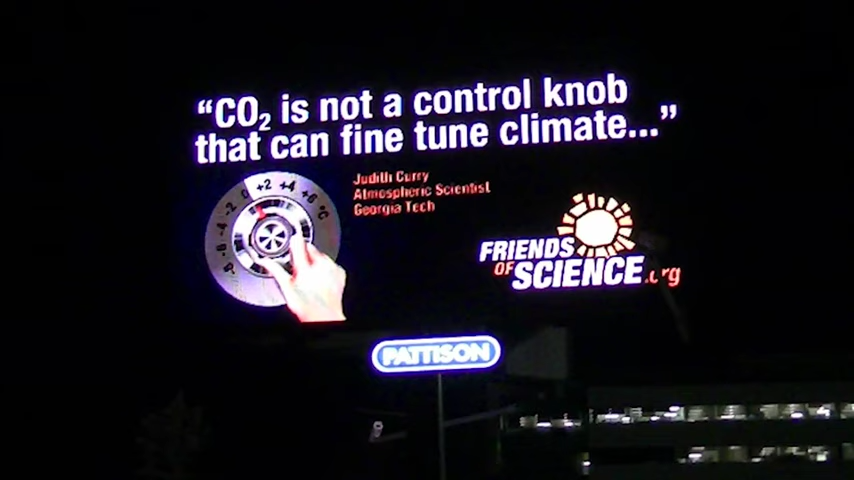 “CO₂ is not a control knob
that can fine tune climate...”
Judith Curry
Atmospheric Scientist
Georgia Tech
-8 -6 -4 -2 0 +2 +4 +6 °C
FRIENDS
OF SCIENCE.org
PATTISON